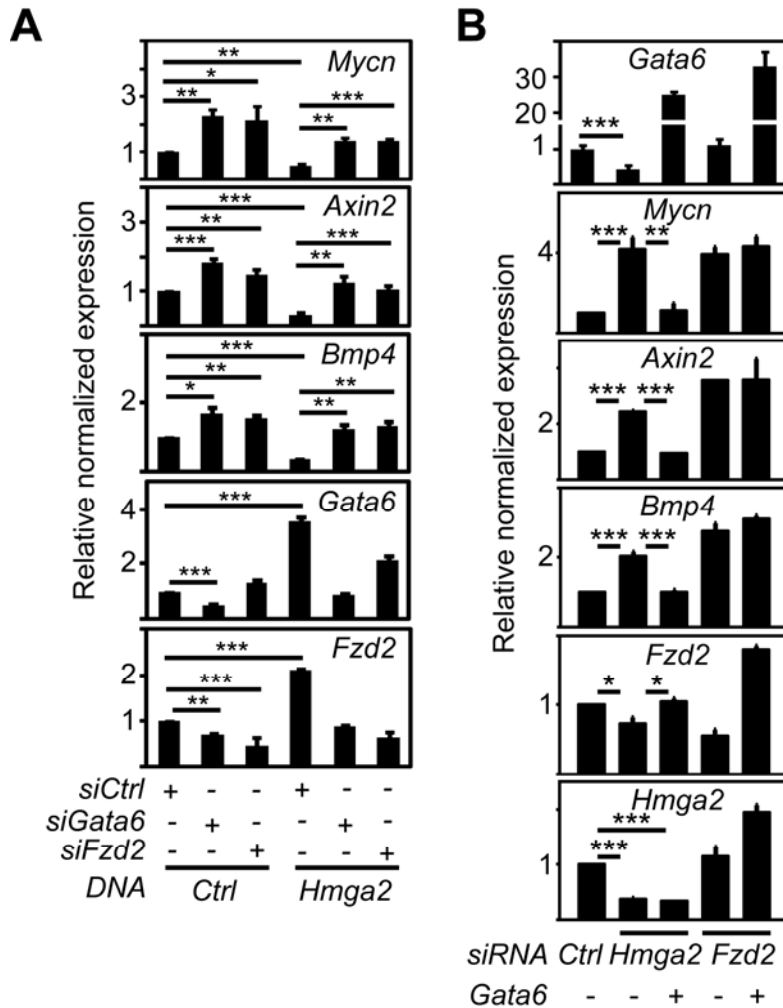 A
Relative normalized expression
Mycn
3
1
**
*
**
***
**
Axin2
3
1
***
**
***
***
**
Bmp4
2
***
**
*
**
**
Gata6
4
2
***
***
Fzd2
2
1
***
***
**
siCtrl + - - + - -
siGata6 - + - - + -
siFzd2 - - + - - +
DNA Ctrl Hmga2
B
Relative normalized expression
Gata6
30
20
1
***
Mycn
4
*** **
Axin2
2
*** ***
Bmp4
2
*** ***
Fzd2
1
* *
Hmga2
1
***
***
siRNA Ctrl Hmga2 Fzd2
Gata6 - - + - +